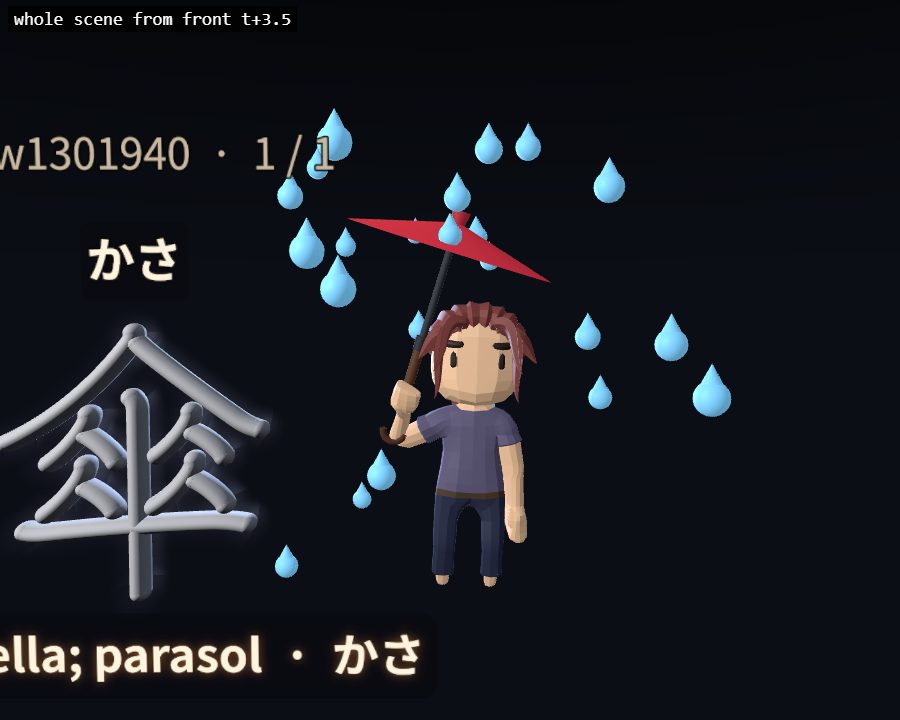 whole scene from front t+3.5
w1301940 · 1 / 1
かさ
傘
ella; parasol · かさ